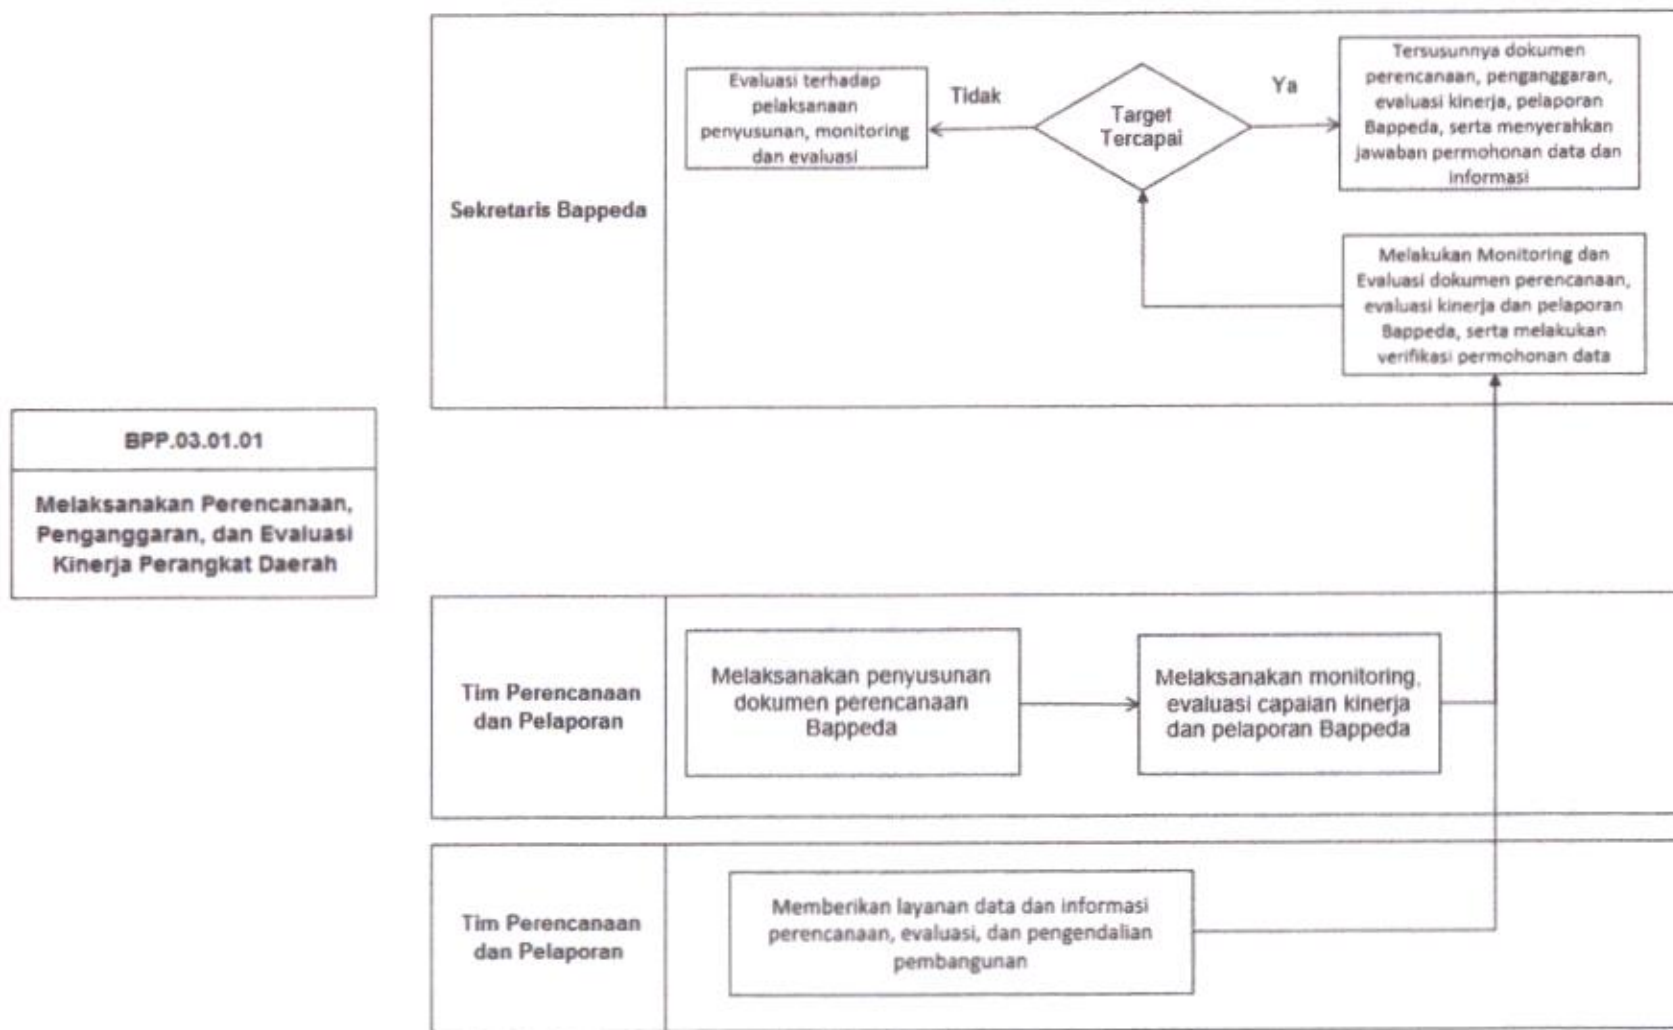 BPP.03.01.01
Melaksanakan Perencanaan,
Penganggaran, dan Evaluasi
Kinerja Perangkat Daerah
Sekretaris Bappeda
Evaluasi terhadap
pelaksanaan
penyusunan, monitoring
dan evaluasi
Tidak
Target
Tercapai
Ya
Tersusunnya dokumen
perencanaan, penganggaran,
evaluasi kinerja, pelaporan
Bappeda, serta menyerahkan
jawaban permohonan data dan
informasi
Melakukan Monitoring dan
Evaluasi dokumen perencanaan,
evaluasi kinerja dan pelaporan
Bappeda, serta melakukan
verifikasi permohonan data
Tim Perencanaan
dan Pelaporan
Melaksanakan penyusunan
dokumen perencanaan
Bappeda
Melaksanakan monitoring,
evaluasi capaian kinerja
dan pelaporan Bappeda
Tim Perencanaan
dan Pelaporan
Memberikan layanan data dan informasi
perencanaan, evaluasi, dan pengendalian
pembangunan